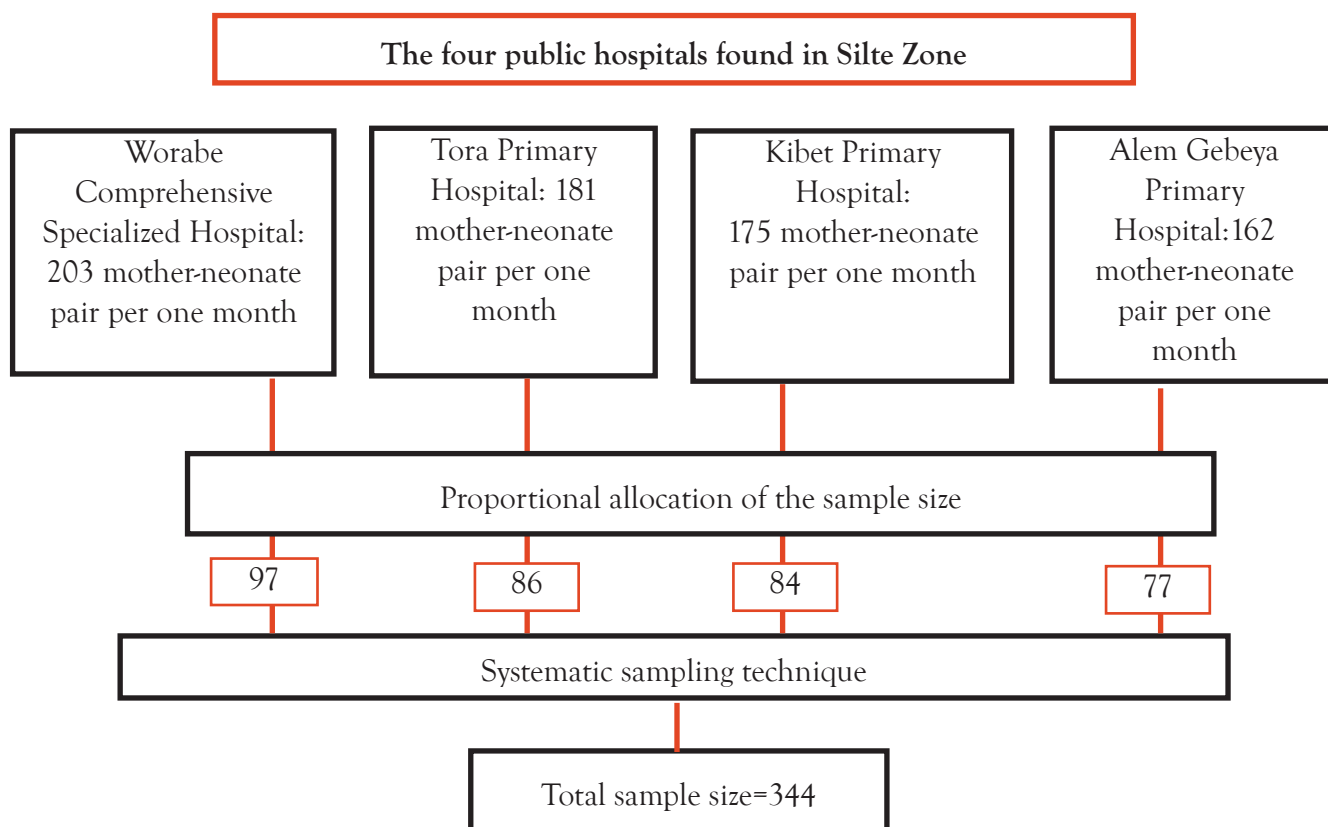 The four public hospitals found in Silte Zone
Worabe
Comprehensive
Specialized Hospital:
203 mother-neonate
pair per one month
Tora Primary
Hospital: 181
mother-neonate
pair per one
month
Kibet Primary
Hospital:
175 mother-neonate
pair per one month
Alem Gebeya
Primary
Hospital:162
mother-neonate
pair per one
month
Proportional allocation of the sample size
97
86
84
77
Systematic sampling technique
Total sample size=344